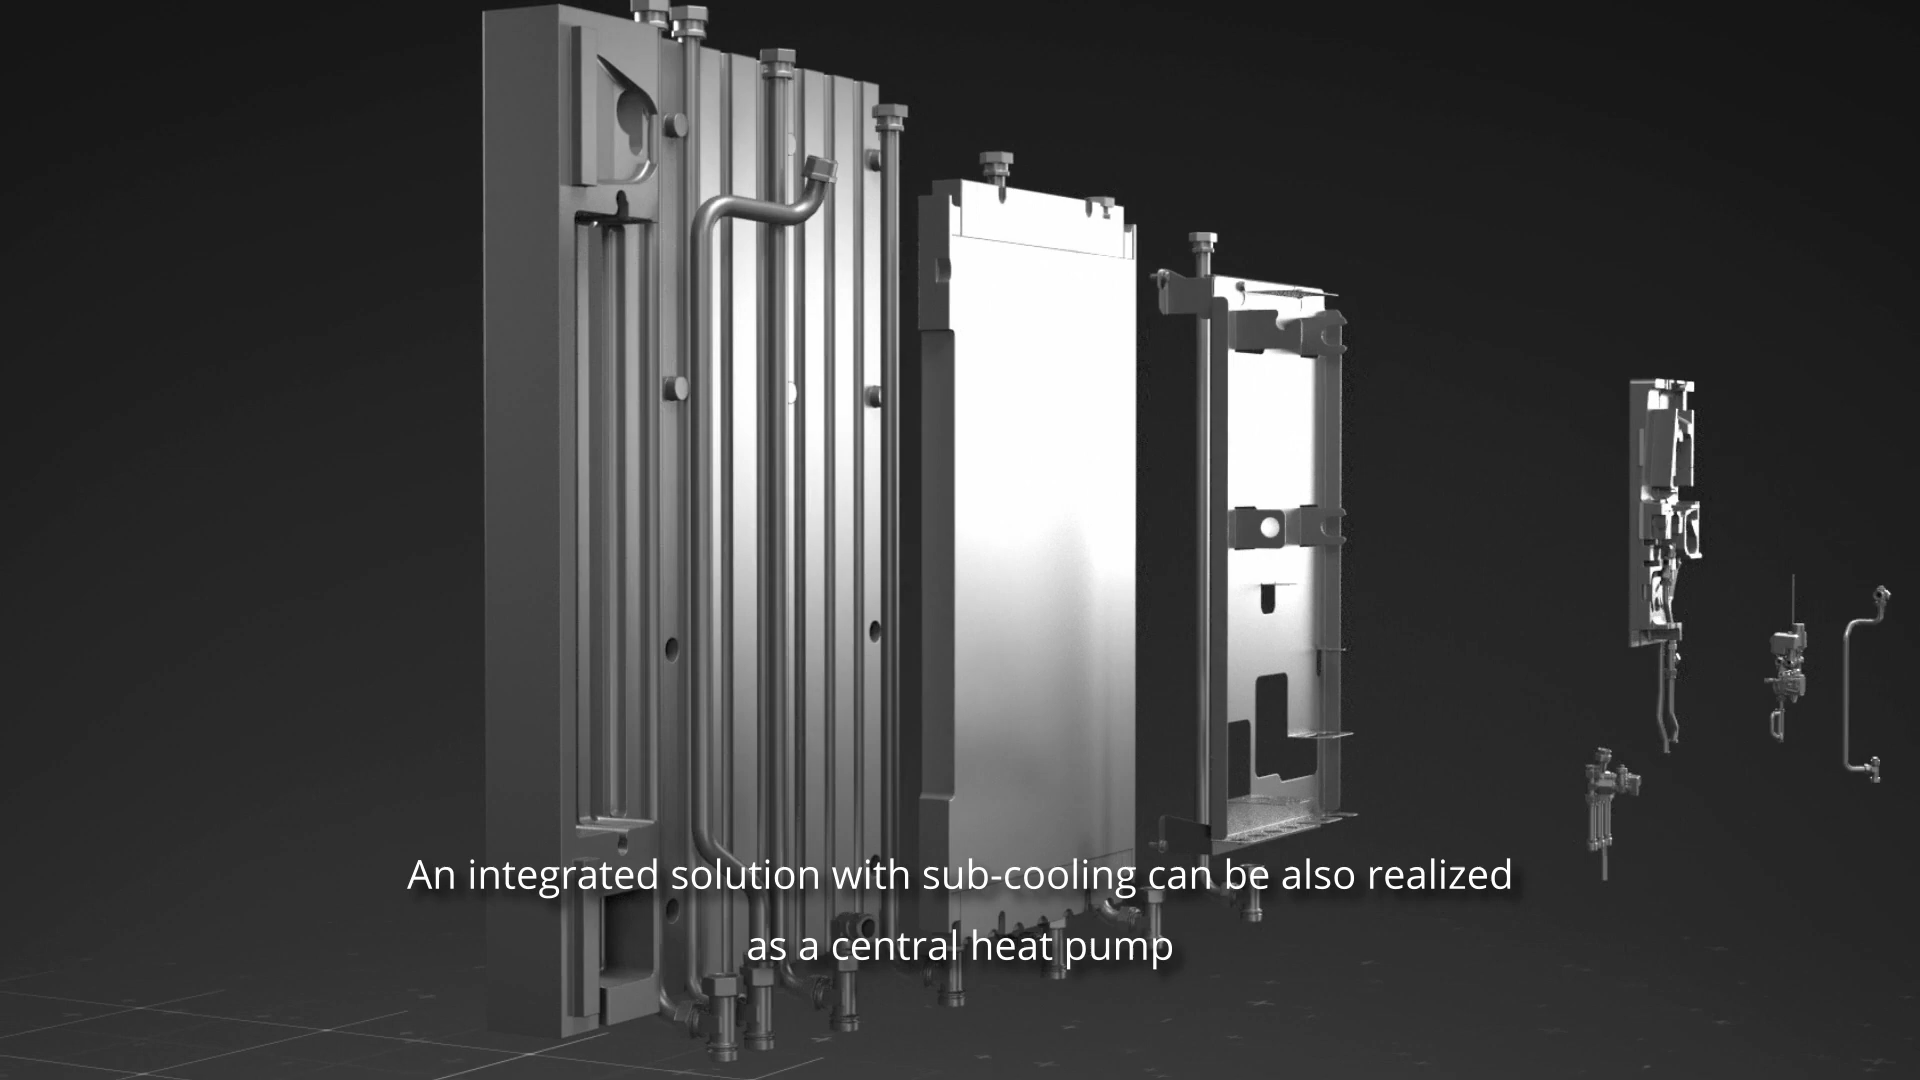 An integrated solution with sub-cooling can be also realized
as a central heat pump